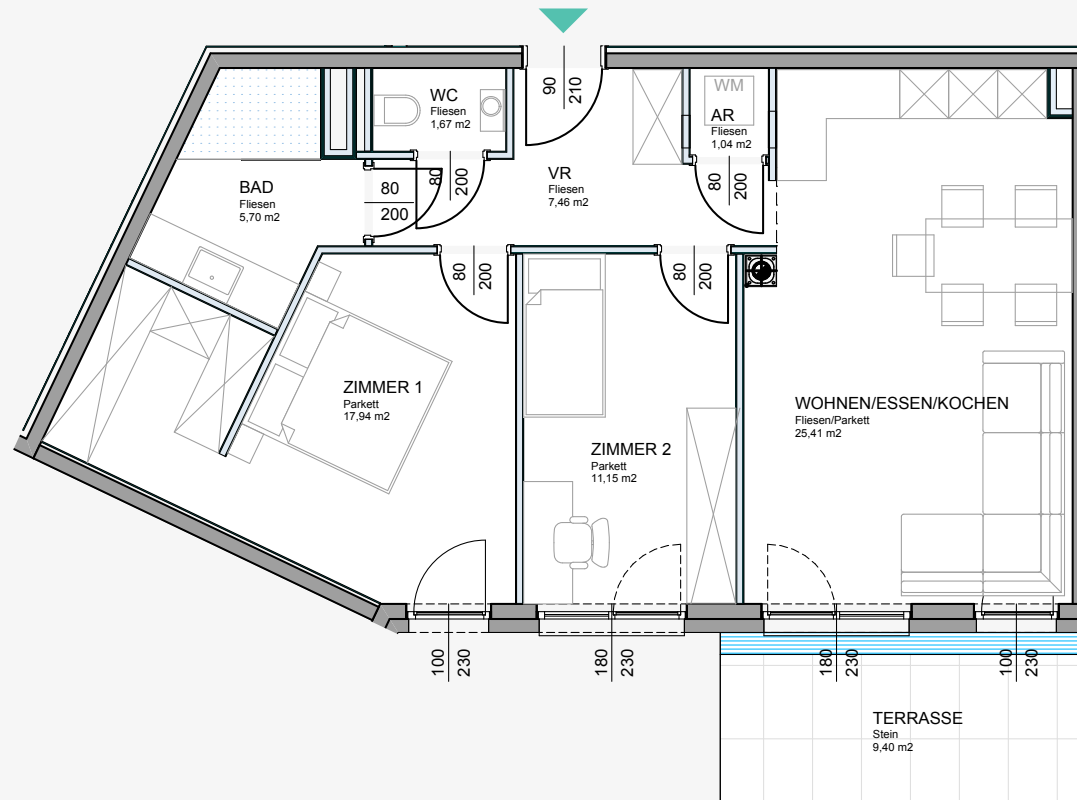 90
210
WC
Fliesen
1,67 m2
WM
AR
Fliesen
1,04 m2
80
200
80
200
80
200
VR
Fliesen
7,46 m2
BAD
Fliesen
5,70 m2
80
200
80
200
ZIMMER 1
Parkett
17,94 m2
ZIMMER 2
Parkett
11,15 m2
WOHNEN/ESSEN/KOCHEN
Fliesen/Parkett
25,41 m2
100
230
180
230
180
230
100
230
TERRASSE
Stein
9,40 m2